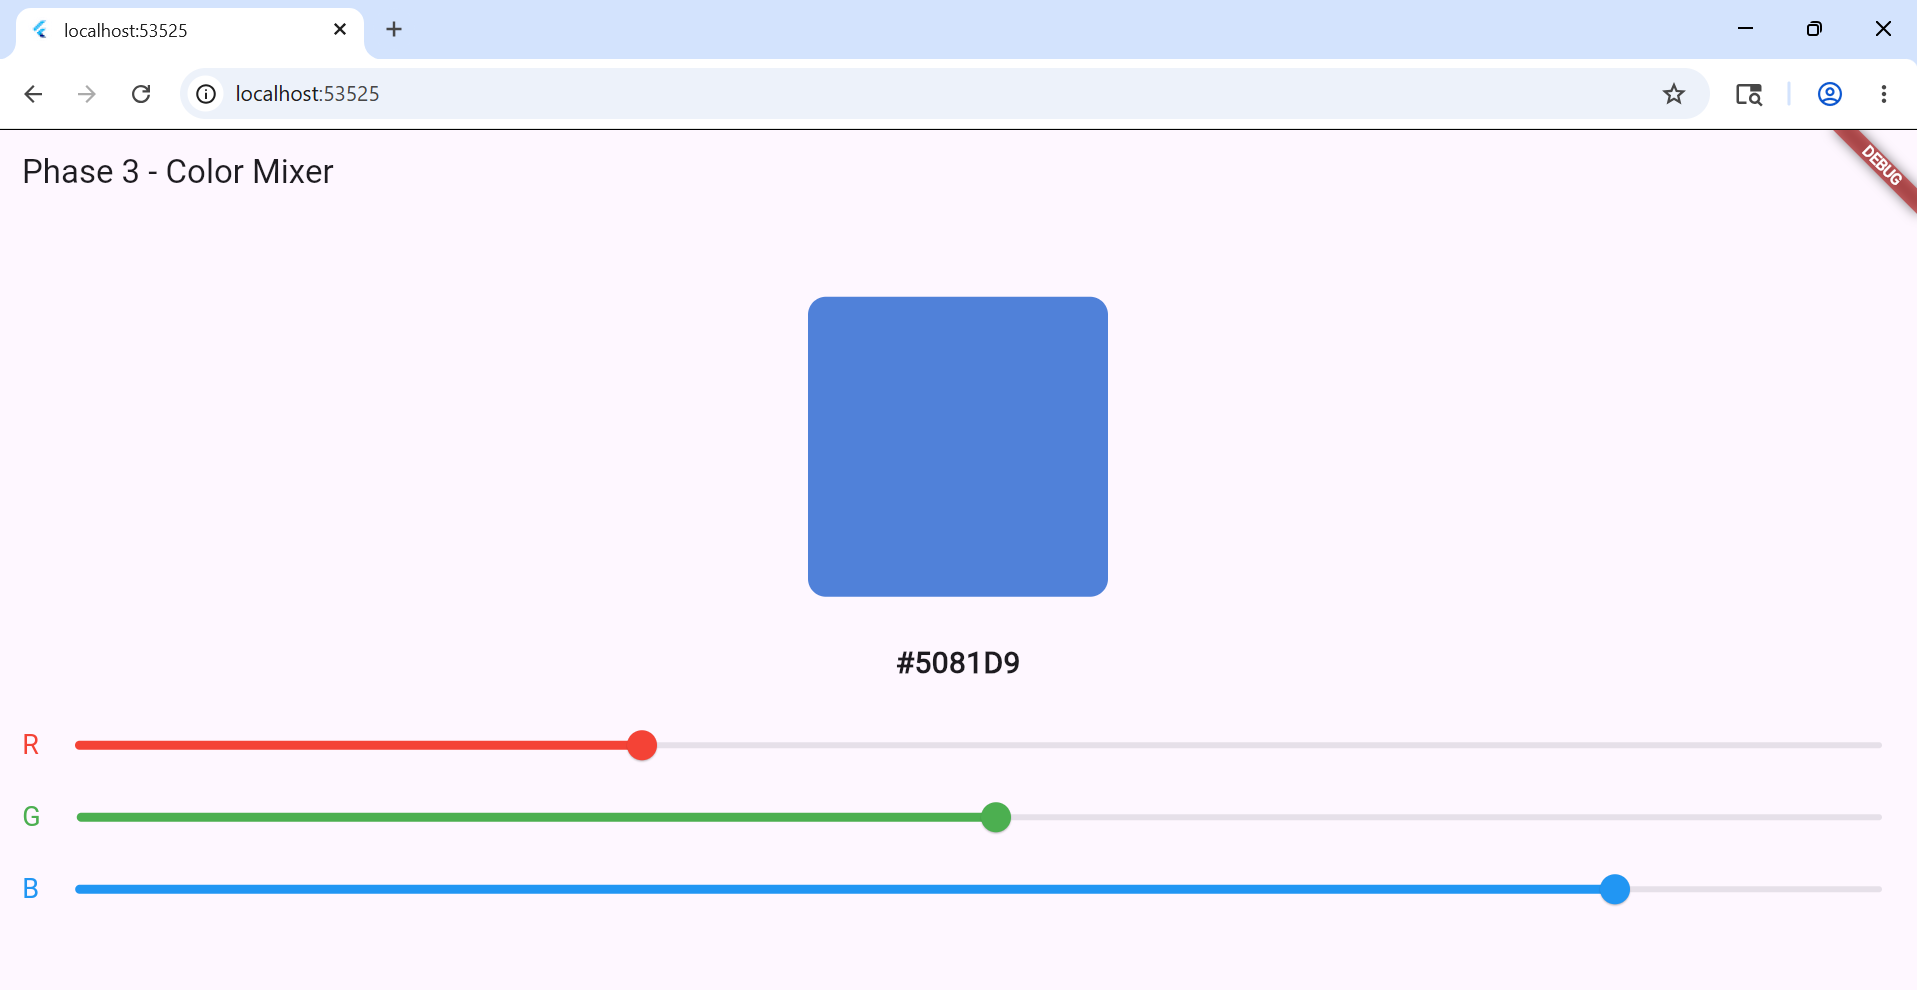 localhost:53525
localhost:53525
Phase 3 - Color Mixer
DEBUG
#5081D9
R
G
B